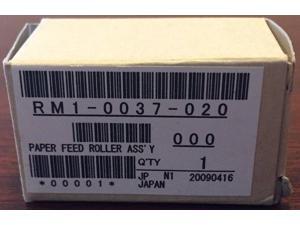 RM1-0037-020
000
PAPER FEED ROLLER ASS'Y
Q'TY 1
*00001*
JP N1 20090416
JAPAN